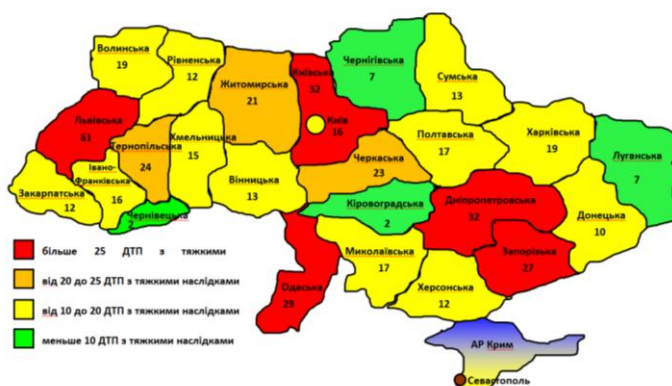 Волинська
19
Рівненська
12
Житомирська
21
Київська
32
Київ
16
Чернігівська
7
Сумська
13
Львівська
61
Тернопільська
24
Хмельницька
15
Івано-
Франківська
16
Закарпатська
12
Чернівецька
2
Вінницька
13
Черкаська
23
Полтавська
17
Харківська
19
Луганська
7
Кіровоградська
2
Дніпропетровська
32
Донецька
10
Запорізька
27
Миколаївська
17
Одеська
29
Херсонська
12
АР Крим
Севастополь
більше 25 ДТП з тяжкими
від 20 до 25 ДТП з тяжкими наслідками
від 10 до 20 ДТП з тяжкими наслідками
меньше 10 ДТП з тяжкими наслідками